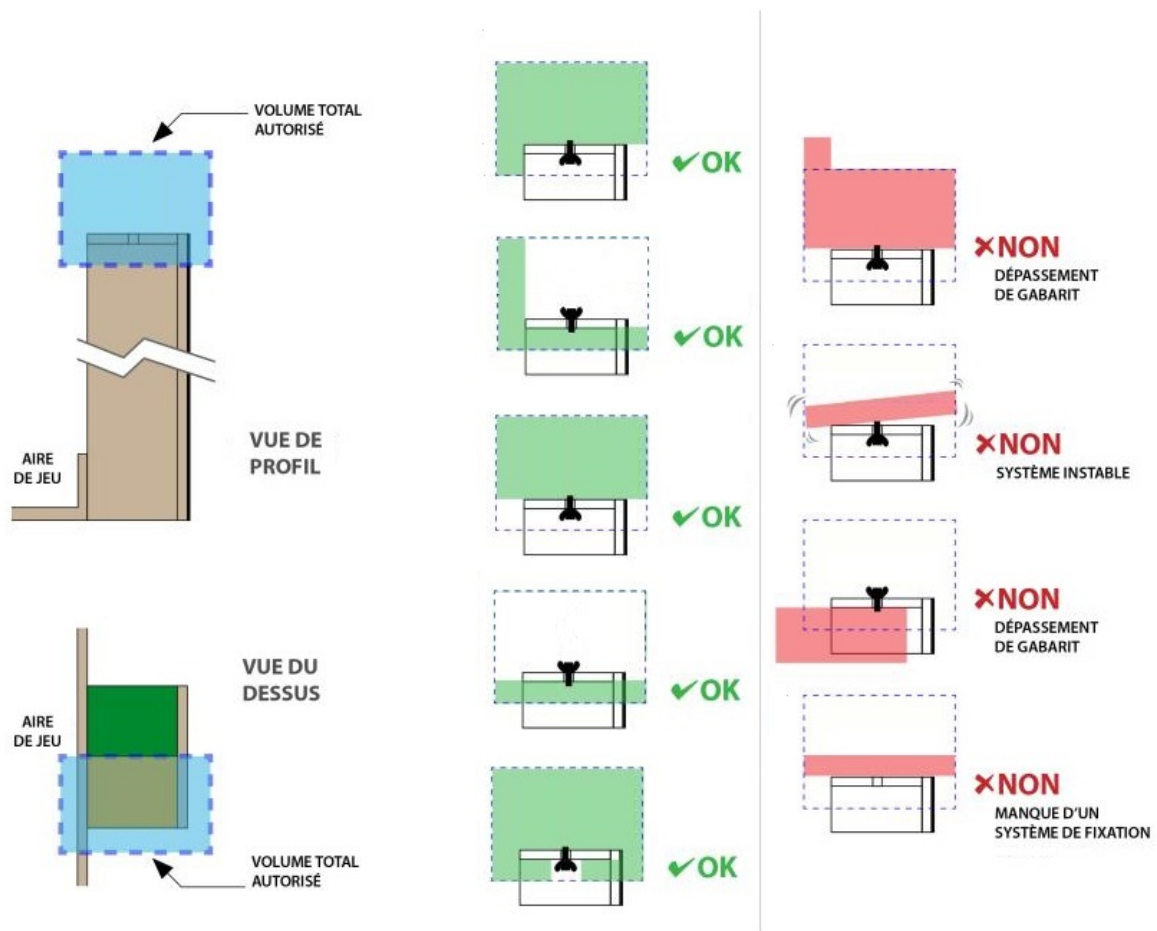 VOLUME TOTAL
AUTORISÉ
VUE DE
PROFIL
AIRE
DE JEU
VUE DU
DESSUS
AIRE
DE JEU
VOLUME TOTAL
AUTORISÉ
✔OK
✔OK
✔OK
✔OK
✔OK
✘NON
DÉPASSEMENT
DE GABARIT
✘NON
SYSTÈME INSTABLE
✘NON
DÉPASSEMENT
DE GABARIT
✘NON
MANQUE D'UN
SYSTÈME DE FIXATION